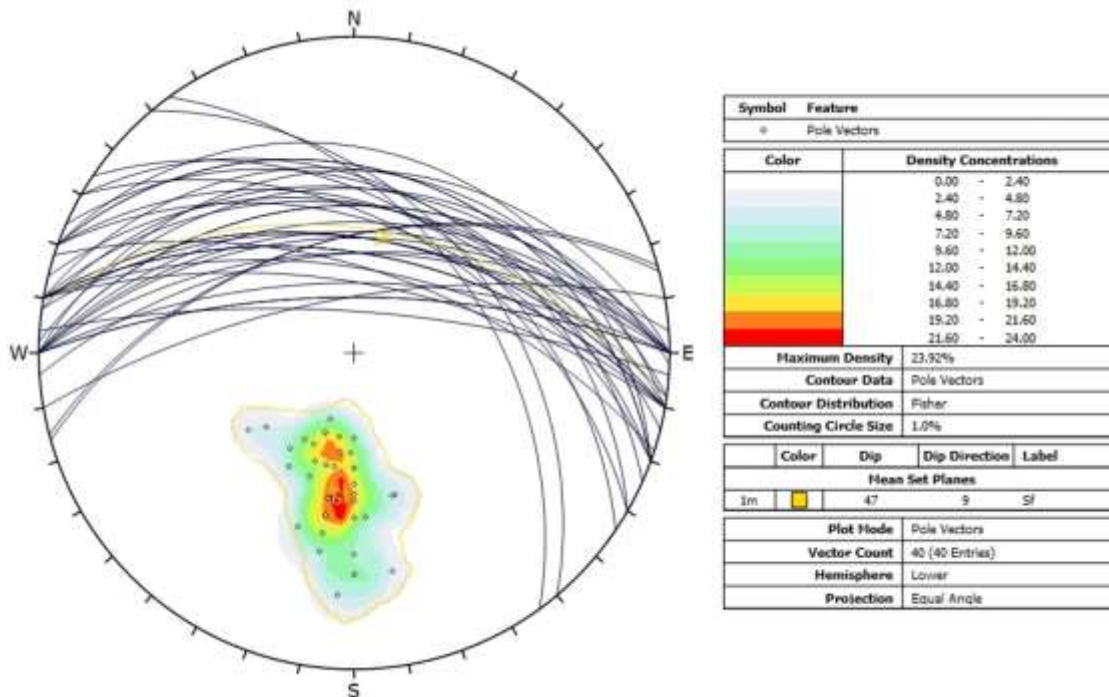 N
W
E
S
Symbol Feature
Pole Vectors
Color Density Concentrations
0.00 - 2.40
2.40 - 4.80
4.80 - 7.20
7.20 - 9.60
9.60 - 12.00
12.00 - 14.40
14.40 - 16.80
16.80 - 19.20
19.20 - 21.60
21.60 - 24.00
Maximum Density 23.92%
Contour Data Pole Vectors
Contour Distribution Fisher
Counting Circle Size 1.0%
Color Dip Dip Direction Label
Mean Set Planes
1m 47 9 Sf
Plot Mode Pole Vectors
Vector Count 40 (40 Entries)
Hemisphere Lower
Projection Equal Angle